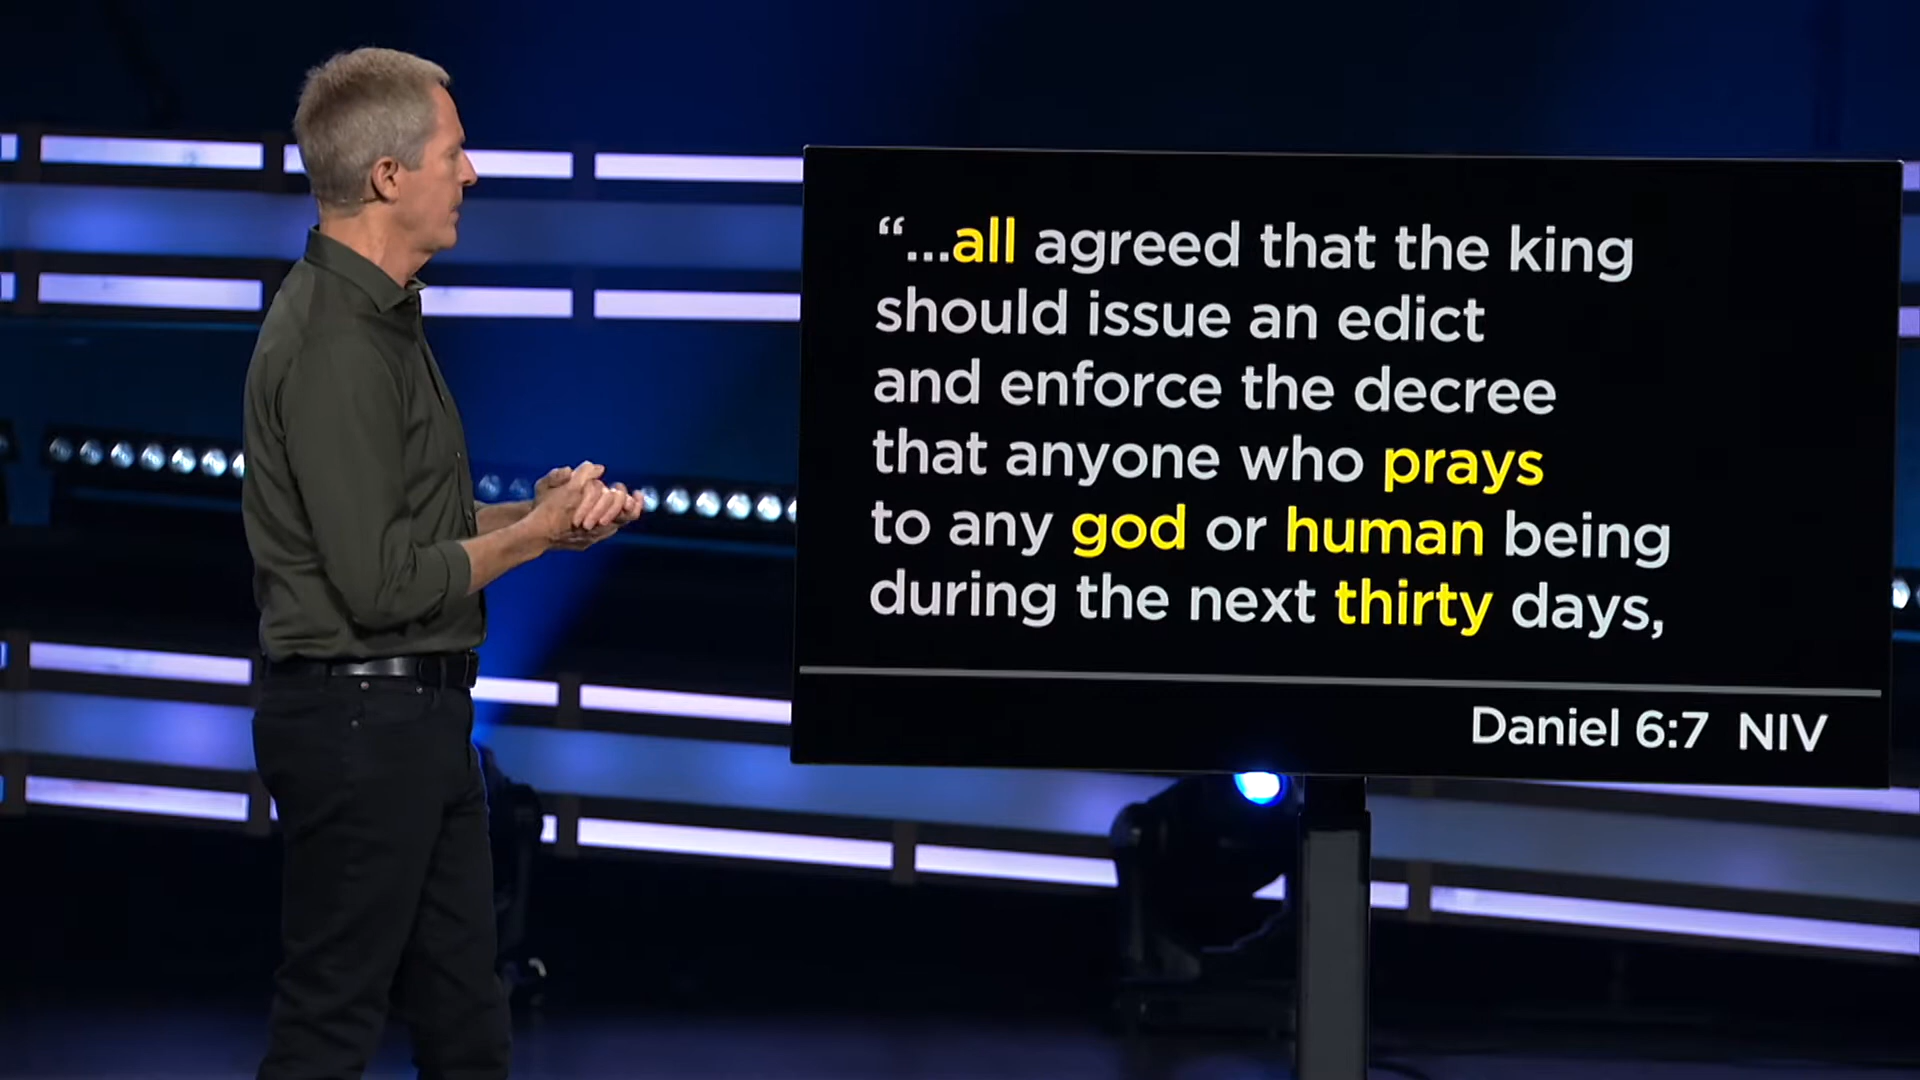 “...all agreed that the king
should issue an edict
and enforce the decree
that anyone who prays
to any god or human being
during the next thirty days,
Daniel 6:7 NIV